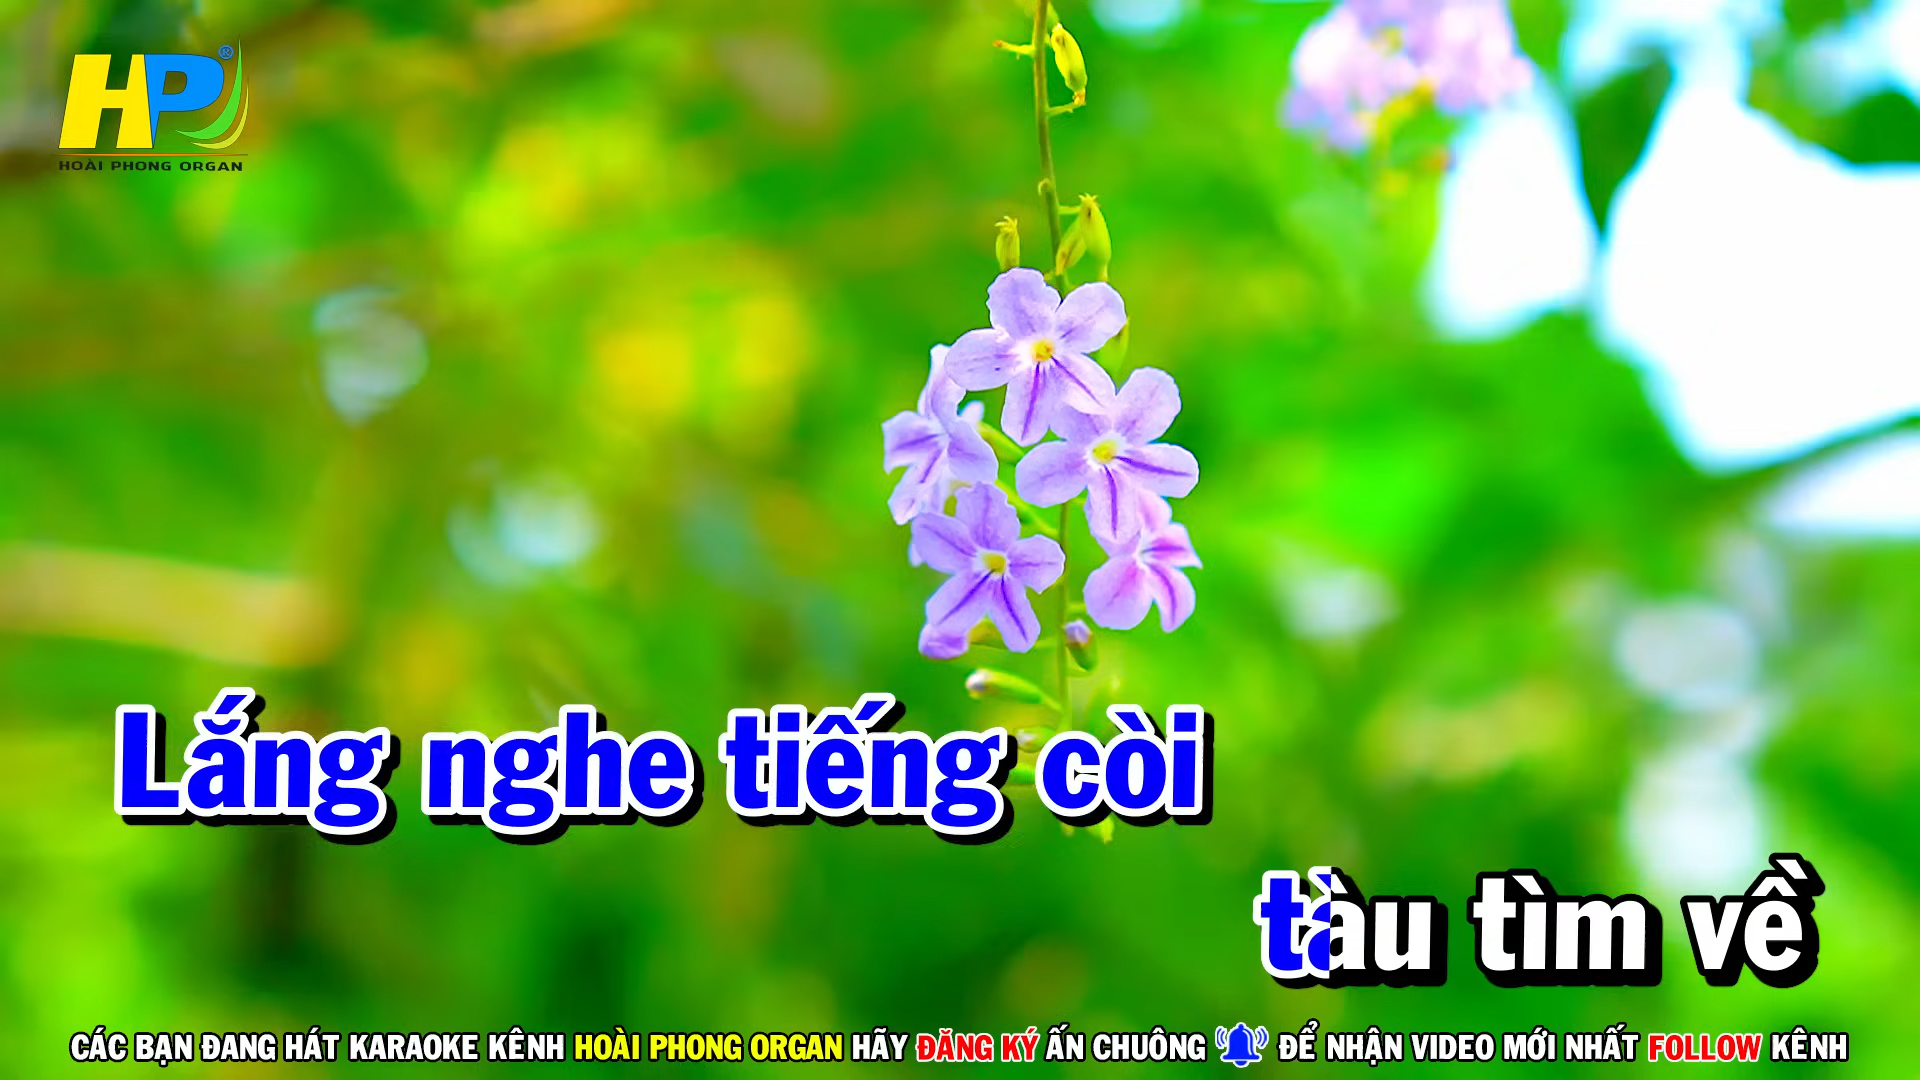 HP®
HOÀI PHONG ORGAN
Lắng nghe tiếng còi
tàu tìm về
CÁC BẠN ĐANG HÁT KARAOKE KÊNH HOÀI PHONG ORGAN HÃY ĐĂNG KÝ ẤN CHUÔNG ĐỂ NHẬN VIDEO MỚI NHẤT FOLLOW KÊNH